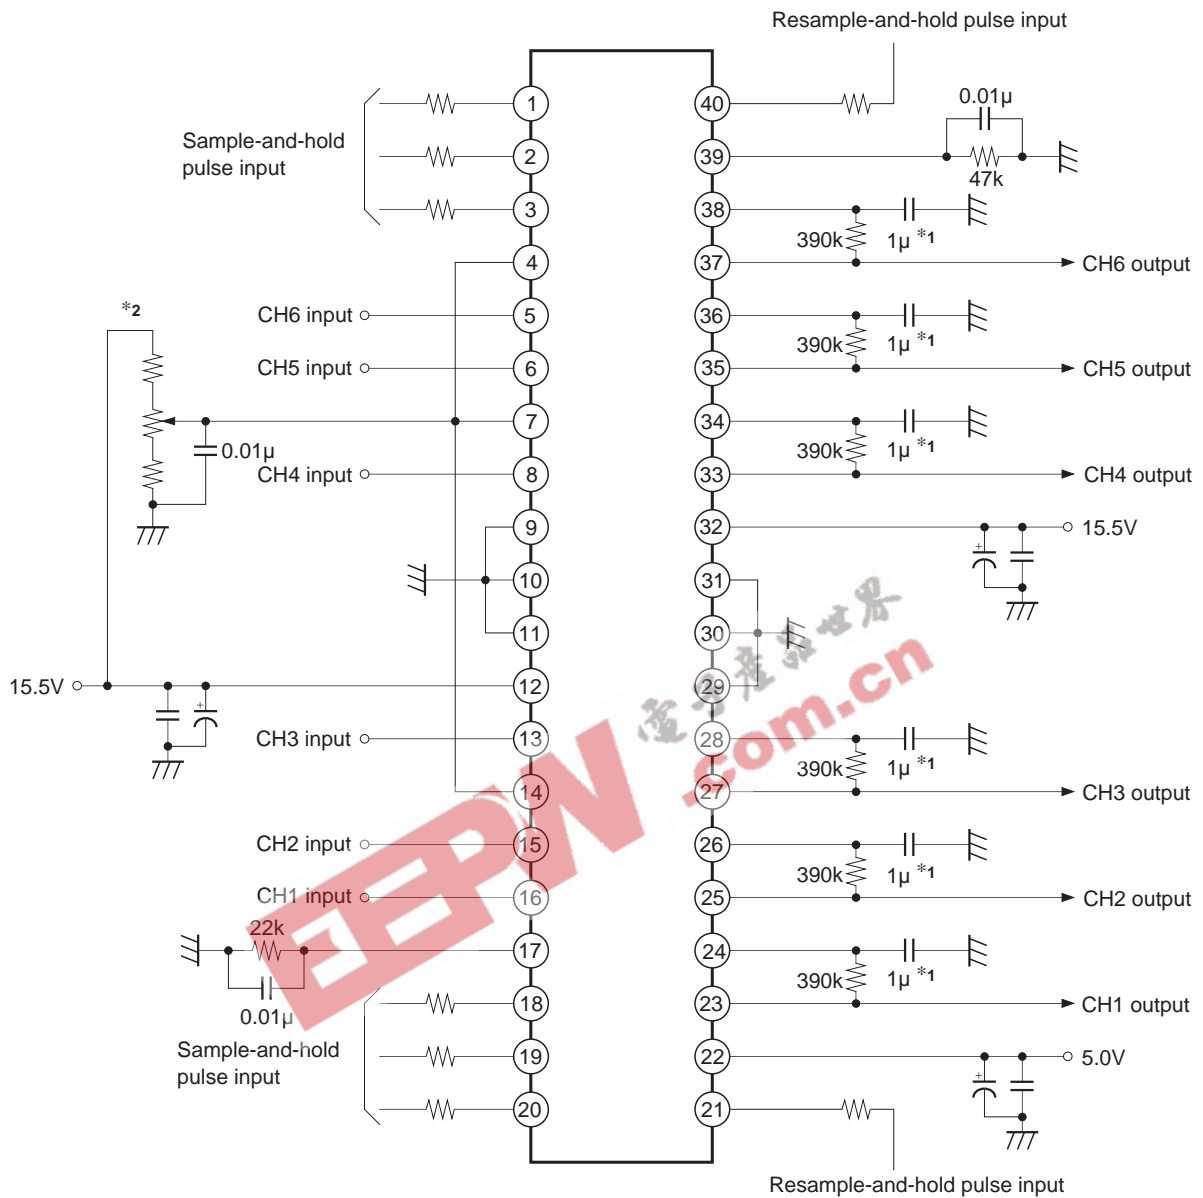 Resample-and-hold pulse input
Sample-and-hold
pulse input
1
2
3
4
CH6 input
5
CH5 input
6
*2
7
0.01µ
CH4 input
8
9
10
11
15.5V
12
CH3 input
13
14
CH2 input
15
CH1 input
16
22k
17
0.01µ
Sample-and-hold
pulse input
18
19
20
40
0.01µ
39
47k
38
390k
1µ *1
37
CH6 output
36
390k
1µ *1
35
CH5 output
34
390k
1µ *1
33
CH4 output
32
+
15.5V
31
30
29
28
390k
1µ *1
27
CH3 output
26
390k
1µ *1
25
CH2 output
24
390k
1µ *1
23
CH1 output
22
+
5.0V
21
Resample-and-hold pulse input
+
EEPW
電子產品世界
.com.cn